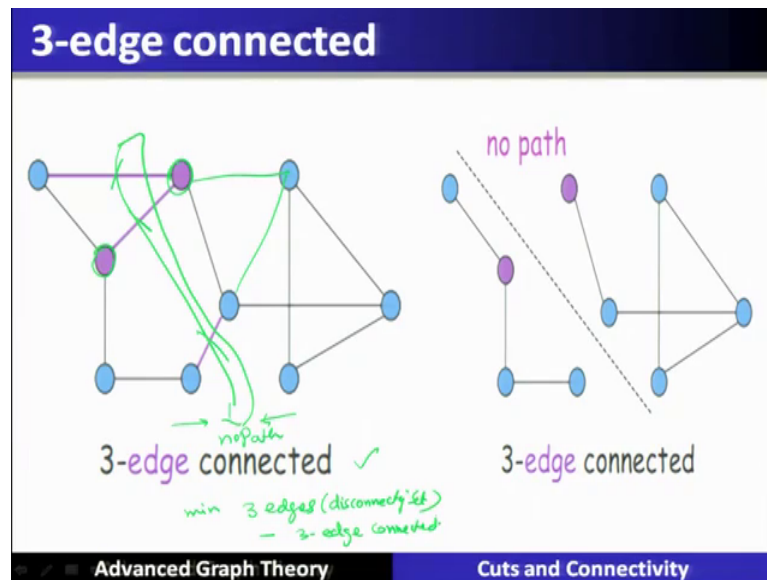 3-edge connected
no path
no Path
3-edge connected ✓
3-edge connected
min 3 edges (disconnectg set)
— 3-edge connected.
Advanced Graph Theory
Cuts and Connectivity